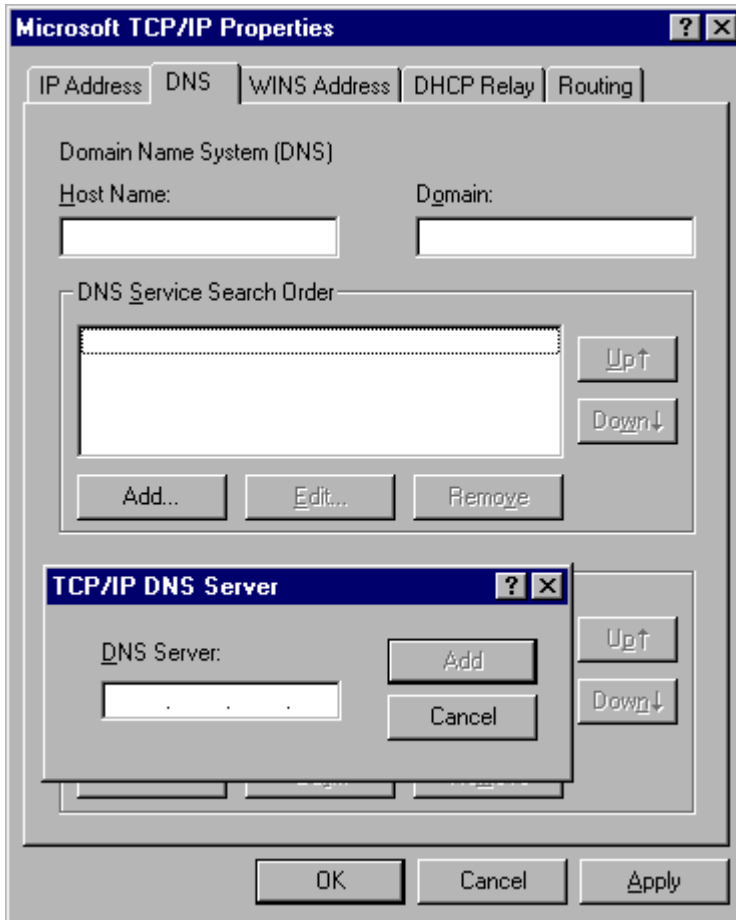 Microsoft TCP/IP Properties
IP Address DNS WINS Address DHCP Relay Routing
Domain Name System (DNS)
Host Name: Domain:
DNS Service Search Order
Up↑
Down↓
Add... Edit... Remove
TCP/IP DNS Server
DNS Server:
. . .
Add
Cancel
Up↑
Down↓
OK Cancel Apply